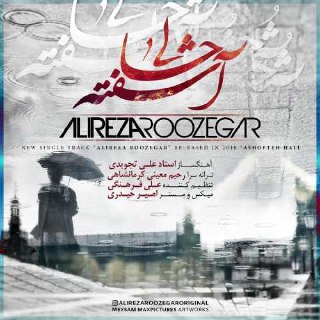 آشفته حالی
ALIREZAROOZEGAR
NEW SINGLE TRACK "ALIREZA ROOZEGAR" RELEASED IN 2018 "ASHOFTEH HALI
آهنگساز استاد علی تجویدی
ترانه سرا رحیم معینی کرمانشاهی
تنظیم کننده علی فرهنگی
میکس و مستر امیر حیدری
ALIREZAROOZEGARORIGINAL
MEYSAM MAXPICTURES ARTWORKS